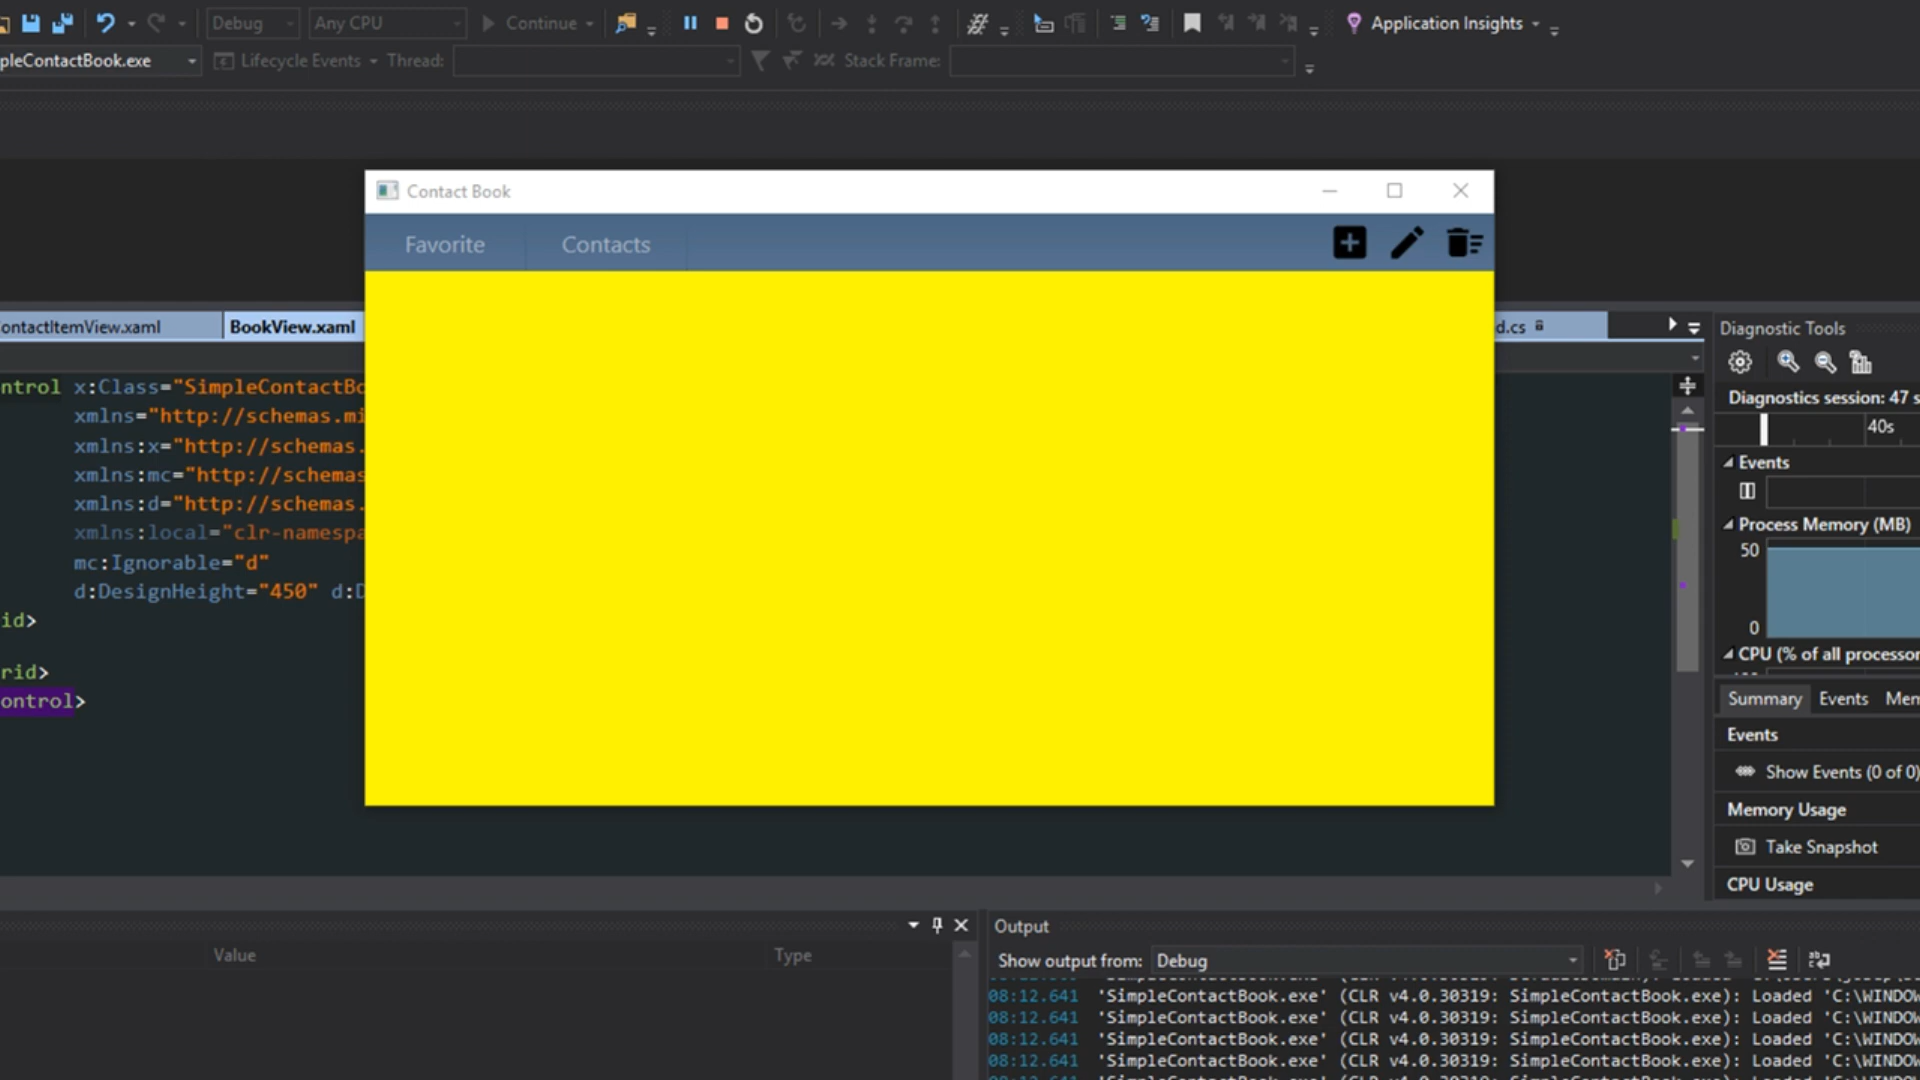 Debug
Any CPU
Continue
Application Insights
pleContactBook.exe
Lifecycle Events
Thread:
Stack Frame:
Contact Book
Favorite
Contacts
ontactItemView.xaml
BookView.xaml
d.cs
ntrol x:Class="SimpleContactBo
xmlns="http://schemas.mi
xmlns:x="http://schemas.
xmlns:mc="http://schemas
xmlns:d="http://schemas.
xmlns:local="clr-namespa
mc:Ignorable="d"
d:DesignHeight="450" d:D
id>
rid>
ontrol>
Diagnostic Tools
Diagnostics session: 47 s
40s
Events
Process Memory (MB)
50
0
CPU (% of all processor
Summary
Events
Mem
Events
Show Events (0 of 0)
Memory Usage
Take Snapshot
CPU Usage
Value
Type
Output
Show output from:
Debug
08:12.641 'SimpleContactBook.exe' (CLR v4.0.30319: SimpleContactBook.exe): Loaded 'C:\WINDOW
08:12.641 'SimpleContactBook.exe' (CLR v4.0.30319: SimpleContactBook.exe): Loaded 'C:\WINDOW
08:12.641 'SimpleContactBook.exe' (CLR v4.0.30319: SimpleContactBook.exe): Loaded 'C:\WINDOW
08:12.641 'SimpleContactBook.exe' (CLR v4.0.30319: SimpleContactBook.exe): Loaded 'C:\WINDOW